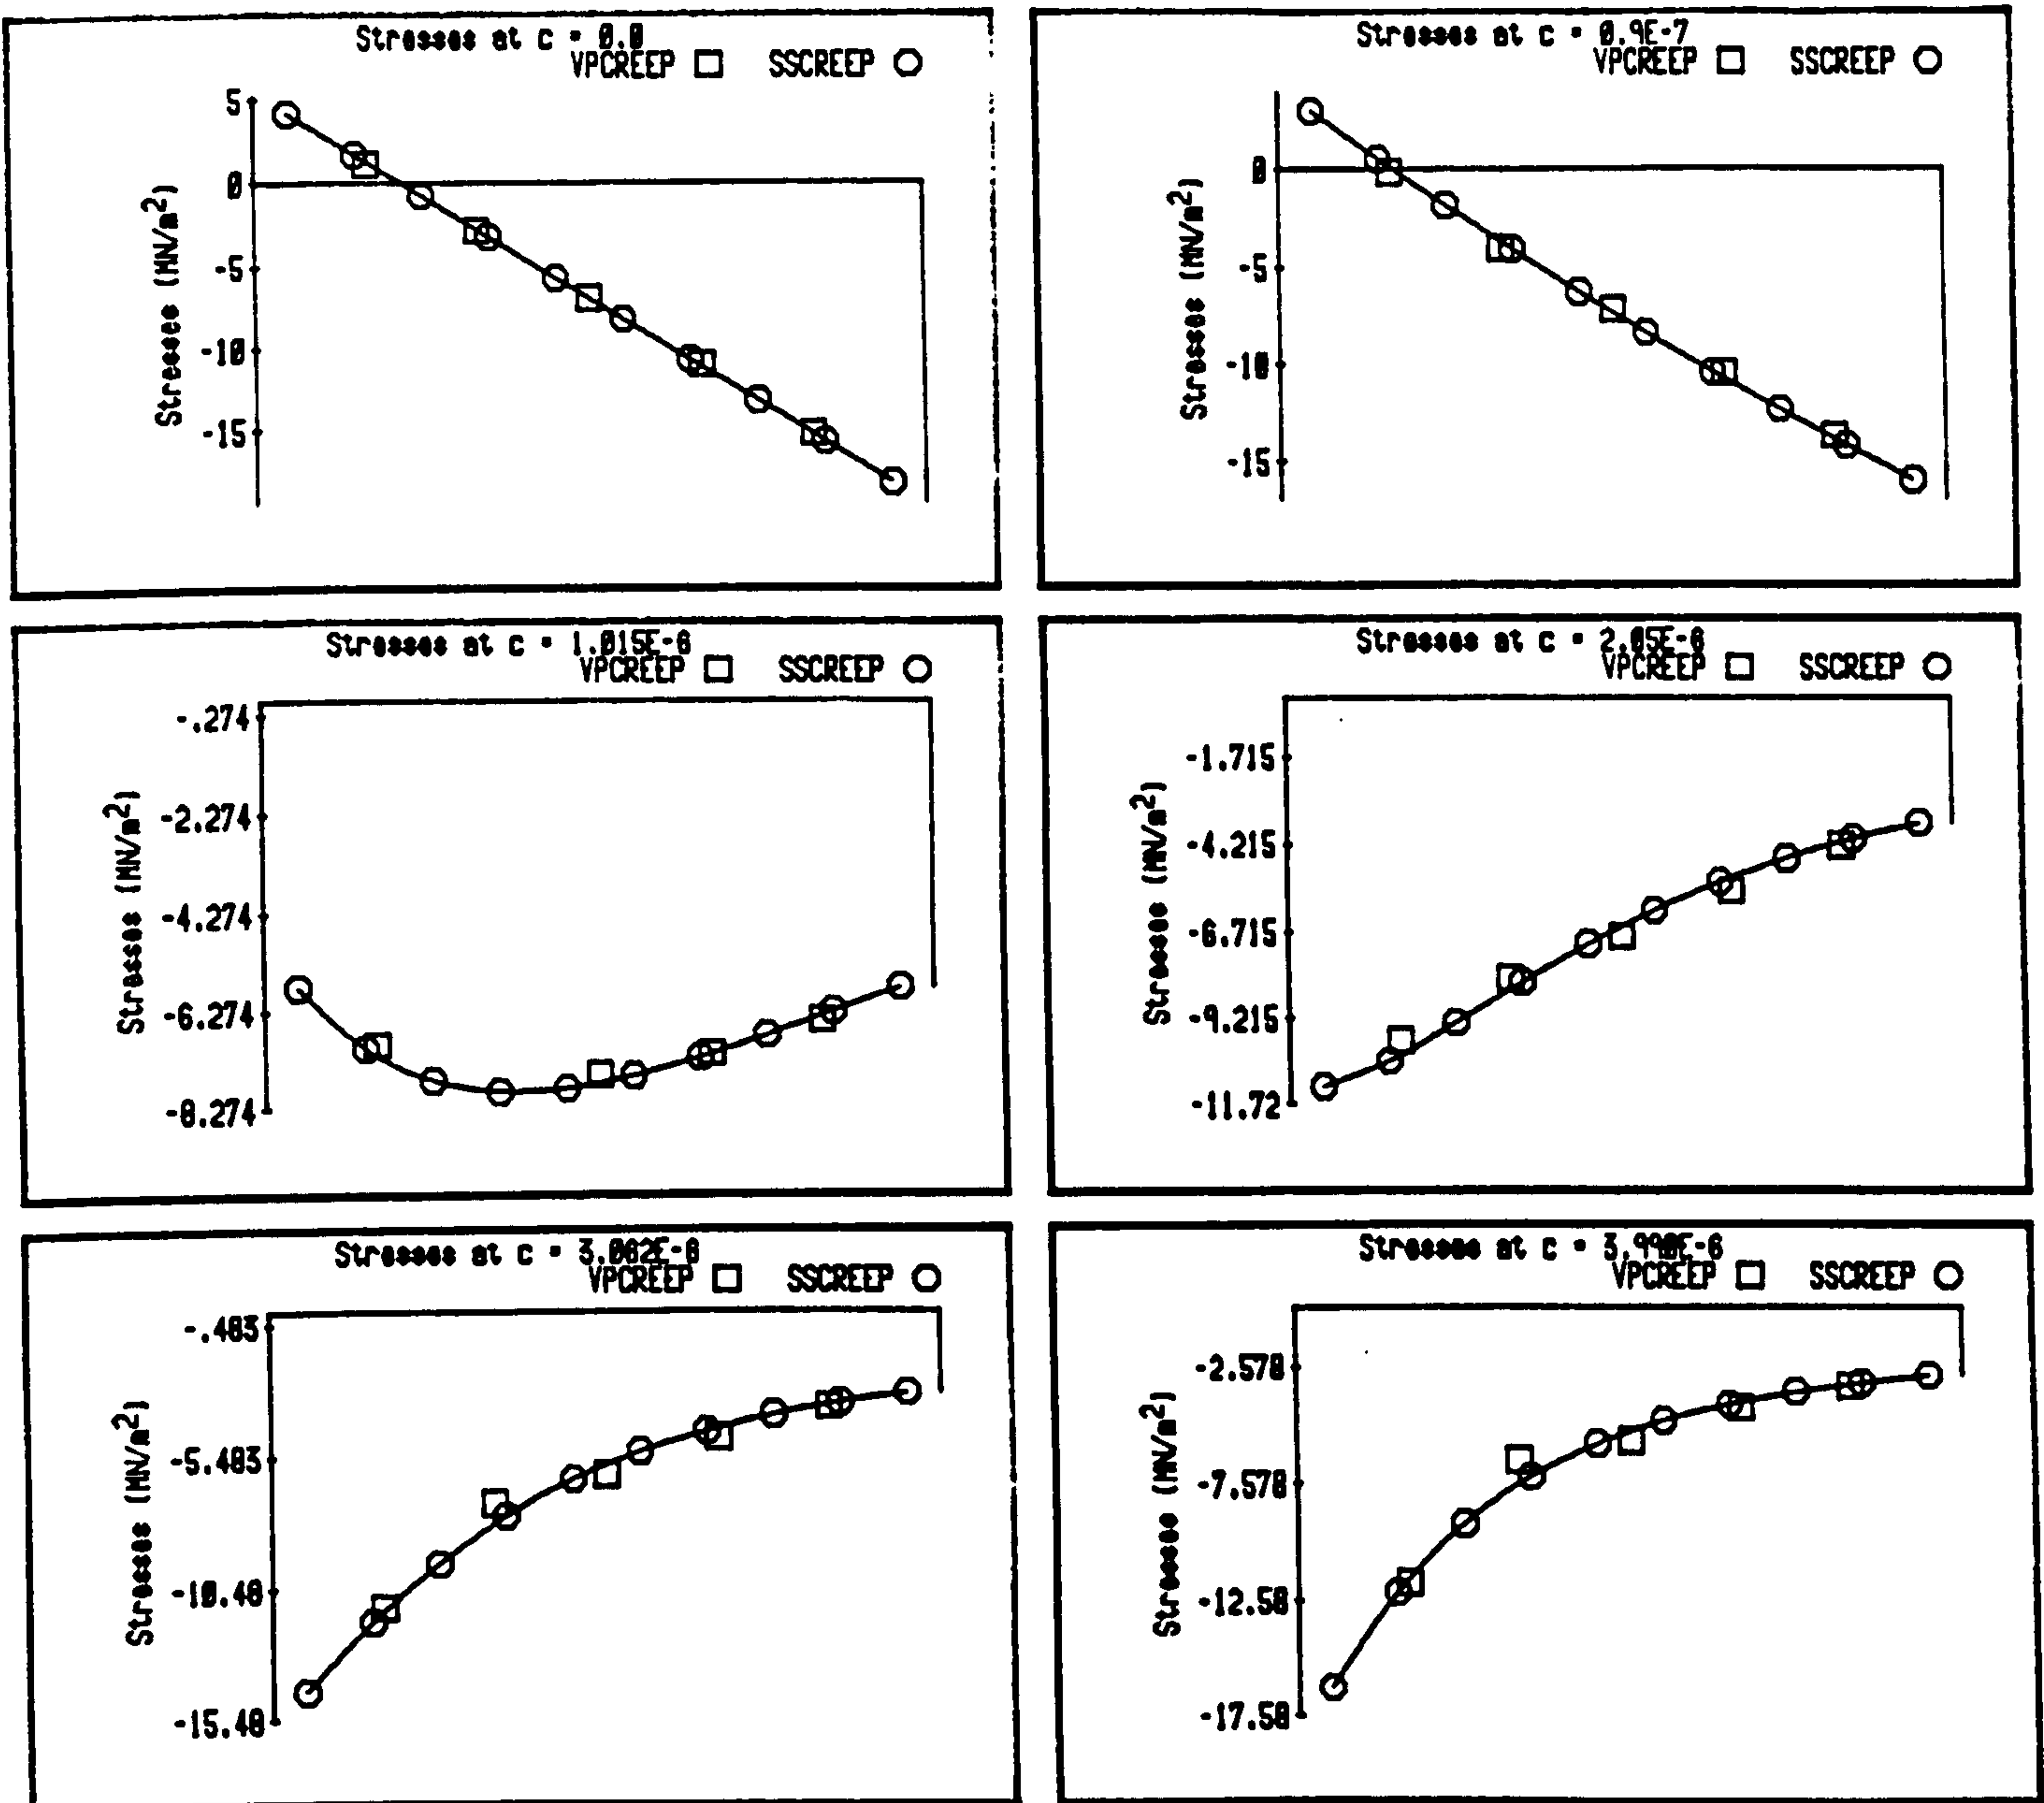 Stresses at c = 0.0
VPCREEP SSCREEP
5
0
-5
-10
-15
Stresses (MN/m²)
Stresses at c = 0.9E-7
VPCREEP SSCREEP
0
-5
-10
-15
Stresses (MN/m²)
Stresses at c = 1.015E-6
VPCREEP SSCREEP
-.274
-2.274
-4.274
-6.274
-8.274
Stresses (MN/m²)
Stresses at c = 2.05E-6
VPCREEP SSCREEP
-1.715
-4.215
-6.715
-9.215
-11.72
Stresses (MN/m²)
Stresses at c = 3.062E-6
VPCREEP SSCREEP
-.483
-5.483
-10.48
-15.48
Stresses (MN/m²)
Stresses at c =
VPCREEP SSCREEP
-2.578
-7.578
-12.58
-17.58
Stresses (MN/m²)